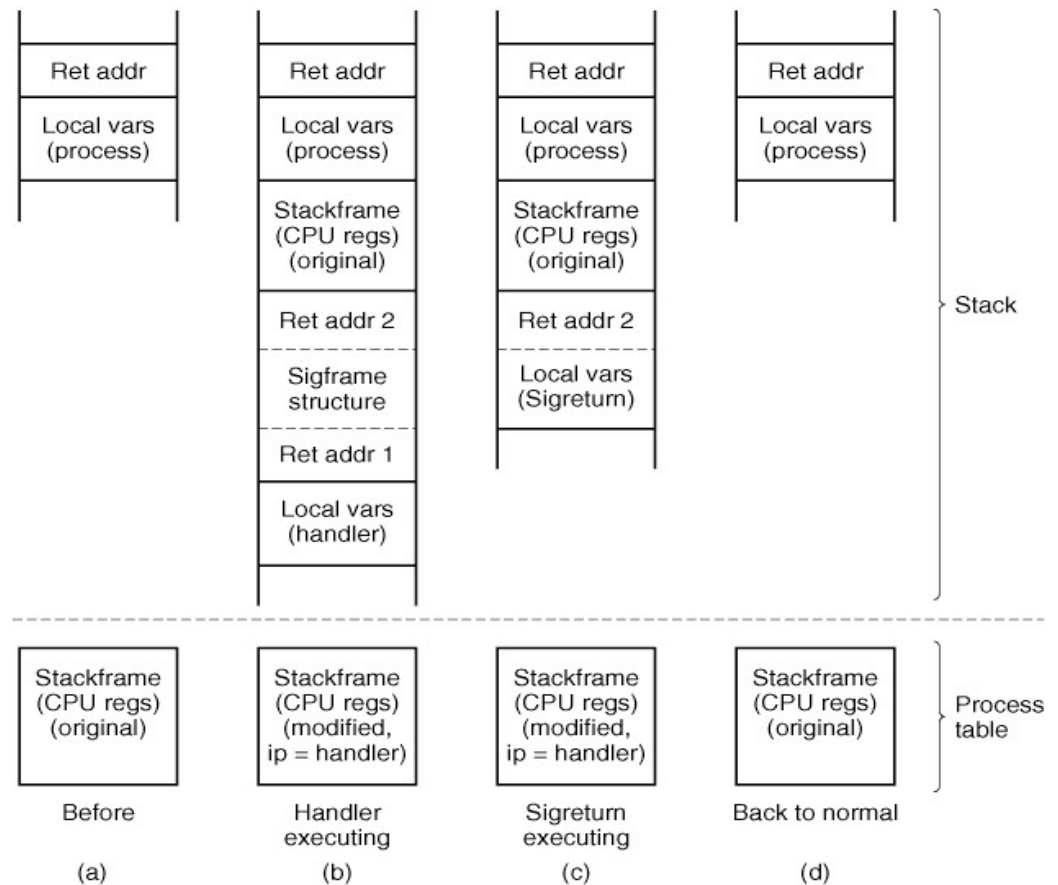 Ret addr
Local vars
(process)
Ret addr
Local vars
(process)
Stackframe
(CPU regs)
(original)
Ret addr 2
Sigframe
structure
Ret addr 1
Local vars
(handler)
Ret addr
Local vars
(process)
Stackframe
(CPU regs)
(original)
Ret addr 2
Local vars
(Sigreturn)
Ret addr
Local vars
(process)
Stack
Stackframe
(CPU regs)
(original)
Stackframe
(CPU regs)
(modified,
ip = handler)
Stackframe
(CPU regs)
(modified,
ip = handler)
Stackframe
(CPU regs)
(original)
Process
table
Before
(a)
Handler
executing
(b)
Sigreturn
executing
(c)
Back to normal
(d)